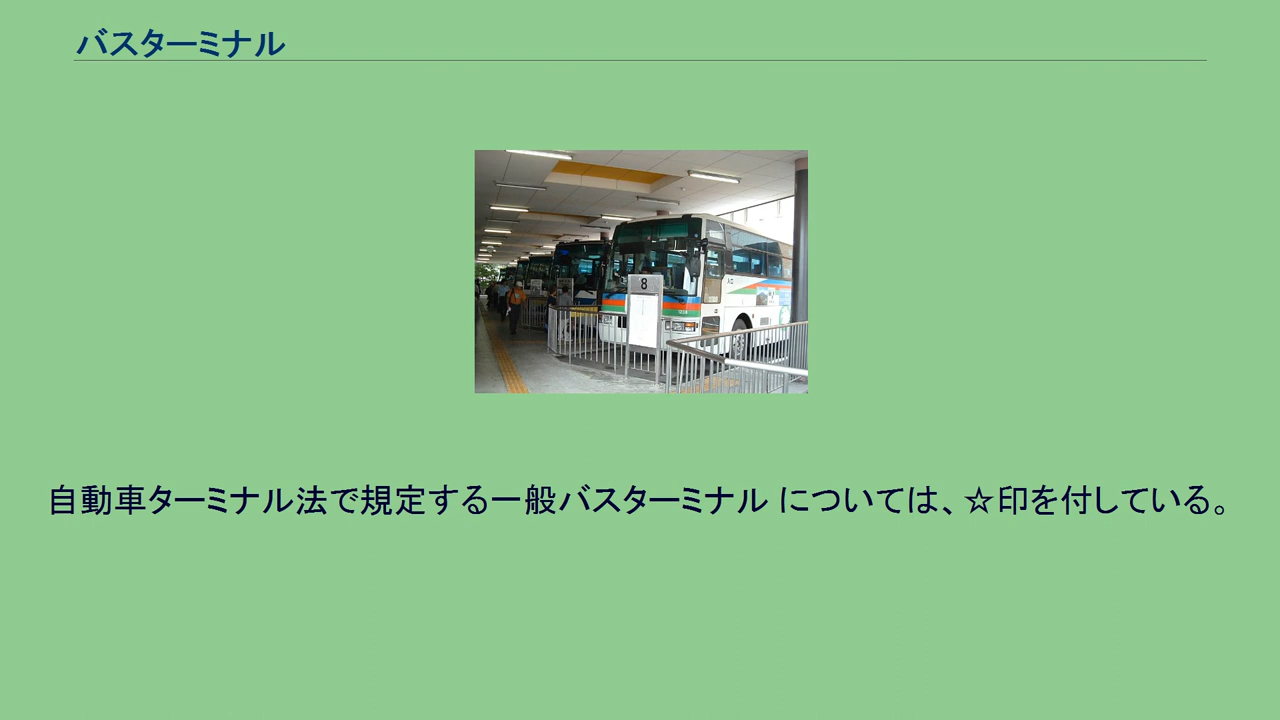 バスターミナル
8
自動車ターミナル法で規定する一般バスターミナル については、☆印を付している。